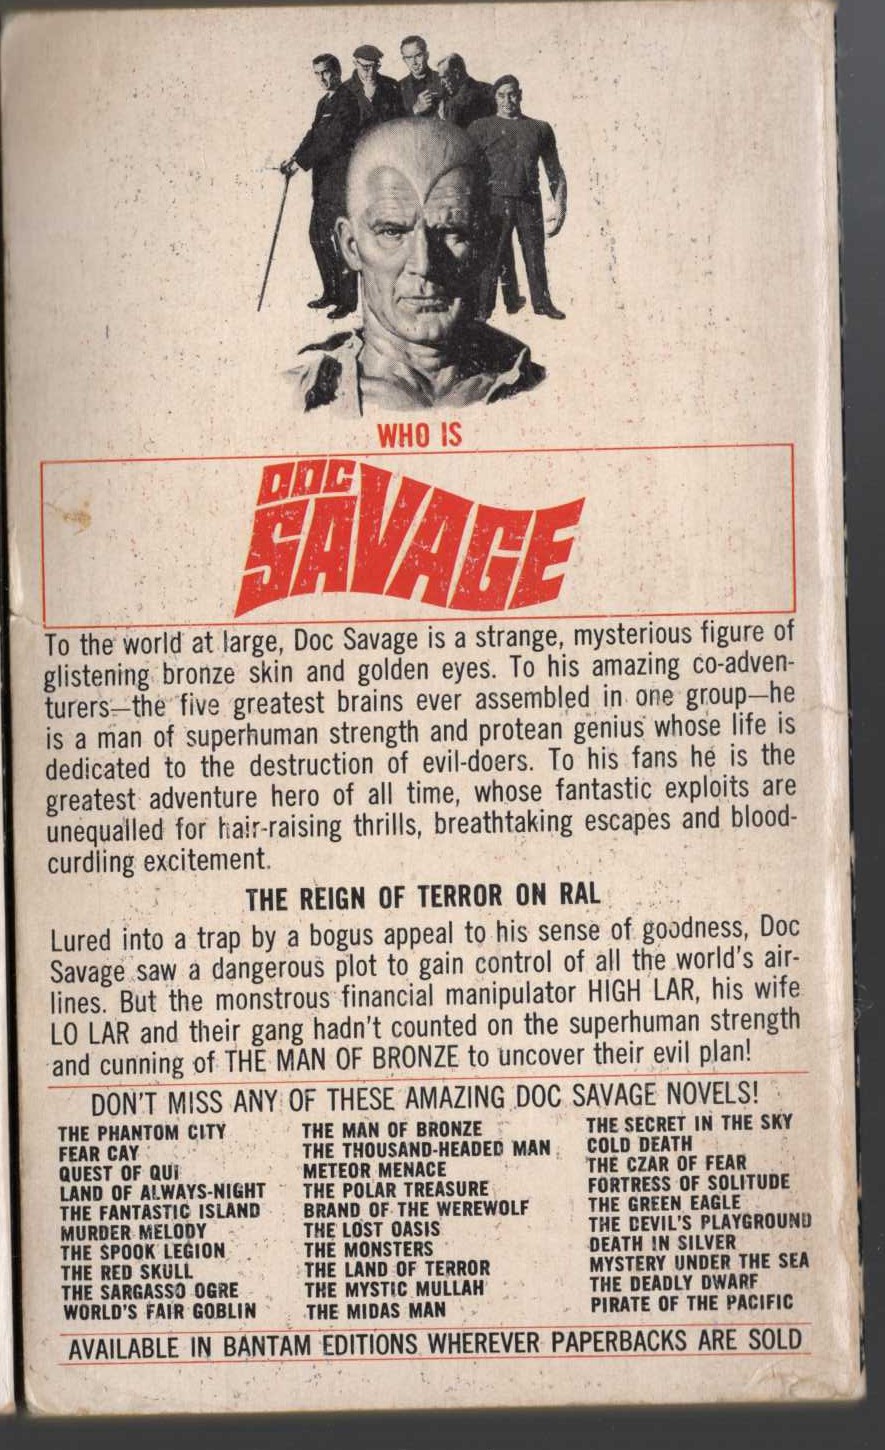 WHO IS
DOC
SAVAGE
To the world at large, Doc Savage is a strange, mysterious figure of
glistening bronze skin and golden eyes. To his amazing co-adven-
turers—the five greatest brains ever assembled in one group—he
is a man of superhuman strength and protean genius whose life is
dedicated to the destruction of evil-doers. To his fans he is the
greatest adventure hero of all time, whose fantastic exploits are
unequalled for hair-raising thrills, breathtaking escapes and blood-
curdling excitement.
THE REIGN OF TERROR ON RAL
Lured into a trap by a bogus appeal to his sense of goodness, Doc
Savage saw a dangerous plot to gain control of all the world's air-
lines. But the monstrous financial manipulator HIGH LAR, his wife
LO LAR and their gang hadn't counted on the superhuman strength
and cunning of THE MAN OF BRONZE to uncover their evil plan!
DON'T MISS ANY OF THESE AMAZING DOC SAVAGE NOVELS!
THE PHANTOM CITY
FEAR CAY
QUEST OF QUI
LAND OF ALWAYS-NIGHT
THE FANTASTIC ISLAND
MURDER MELODY
THE SPOOK LEGION
THE RED SKULL
THE SARGASSO OGRE
WORLD'S FAIR GOBLIN
THE MAN OF BRONZE
THE THOUSAND-HEADED MAN
METEOR MENACE
THE POLAR TREASURE
BRAND OF THE WEREWOLF
THE LOST OASIS
THE MONSTERS
THE LAND OF TERROR
THE MYSTIC MULLAH
THE MIDAS MAN
THE SECRET IN THE SKY
COLD DEATH
THE CZAR OF FEAR
FORTRESS OF SOLITUDE
THE GREEN EAGLE
THE DEVIL'S PLAYGROUND
DEATH IN SILVER
MYSTERY UNDER THE SEA
THE DEADLY DWARF
PIRATE OF THE PACIFIC
AVAILABLE IN BANTAM EDITIONS WHEREVER PAPERBACKS ARE SOLD